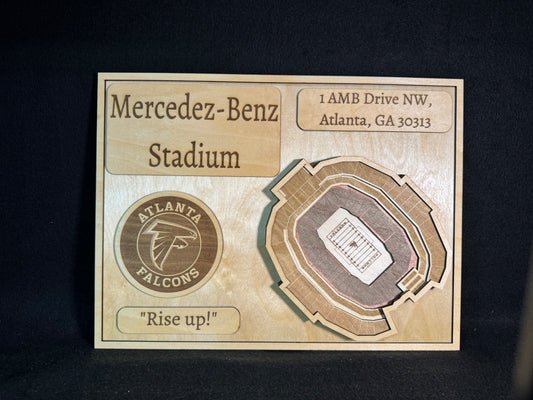 Mercedez-Benz
Stadium
1 AMB Drive NW,
Atlanta, GA 30313
ATLANTA
FALCONS
"Rise up!"